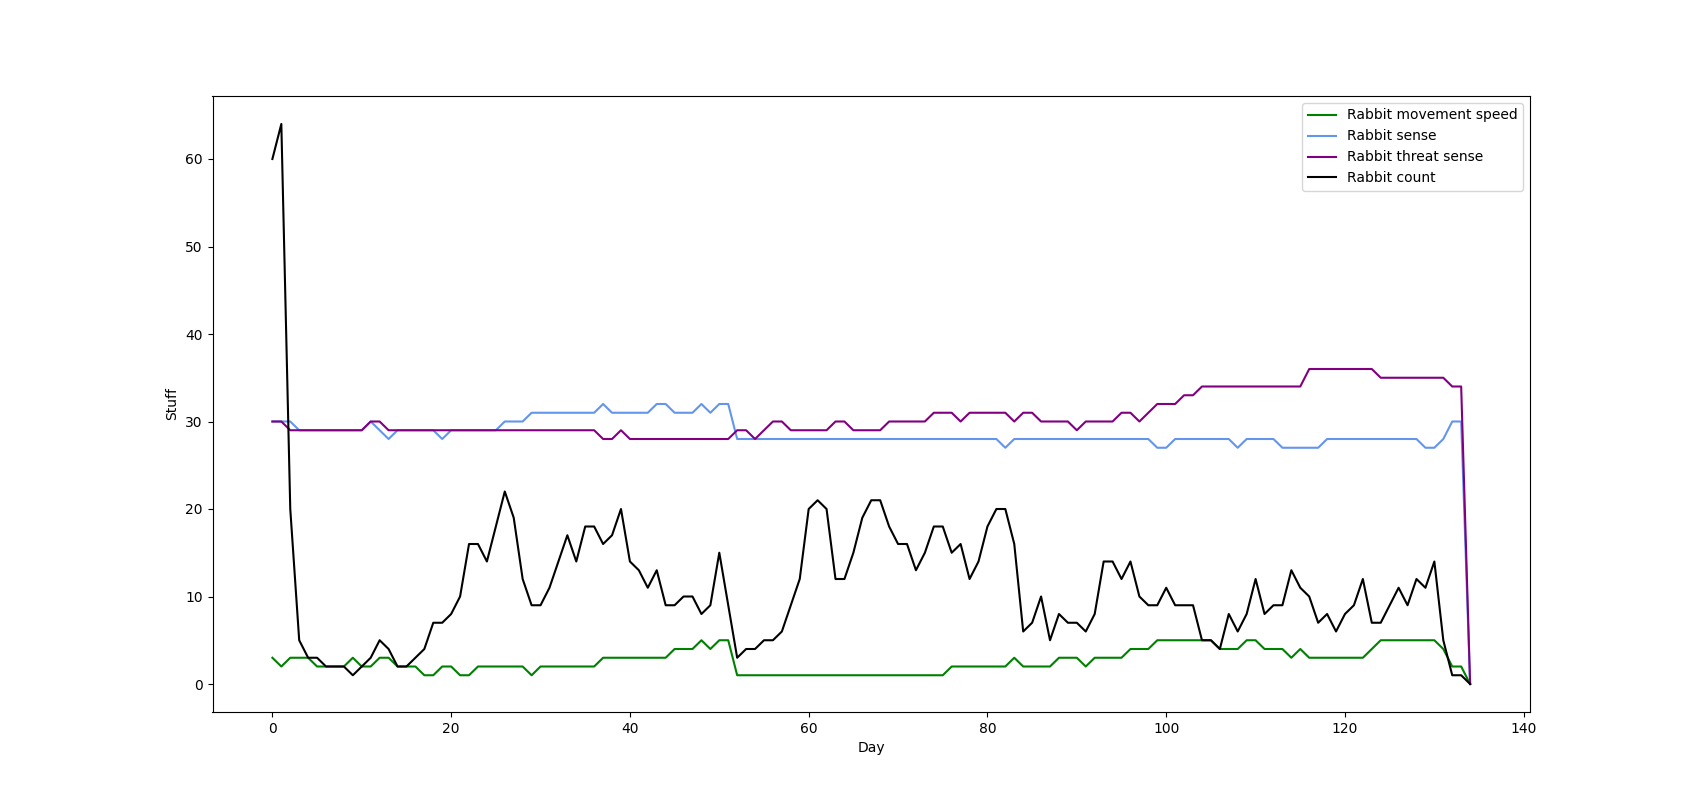 Rabbit movement speed
Rabbit sense
Rabbit threat sense
Rabbit count
60
50
40
30
20
10
0
Stuff
0 20 40 60 80 100 120 140
Day